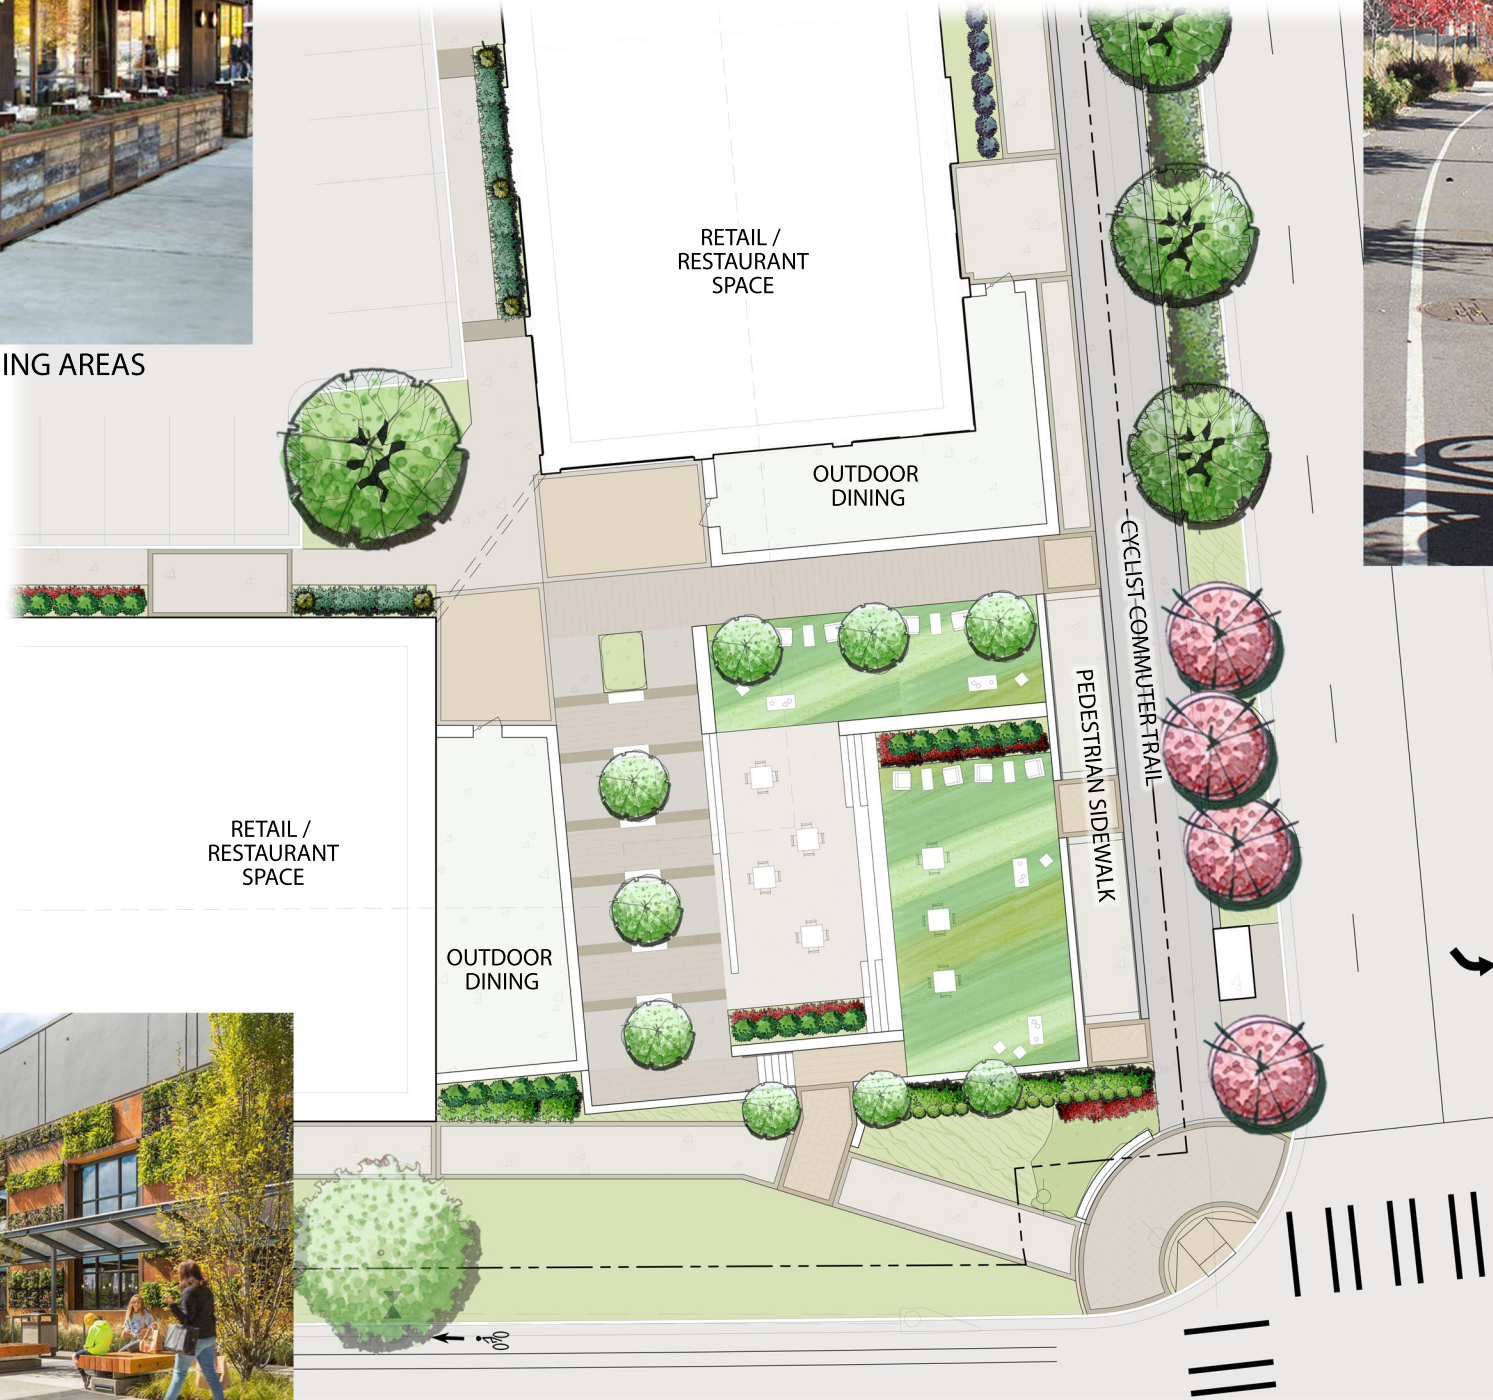 ING AREAS
RETAIL /
RESTAURANT
SPACE
OUTDOOR
DINING
CYCLIST COMMUTER TRAIL
PEDESTRIAN SIDEWALK
RETAIL /
RESTAURANT
SPACE
OUTDOOR
DINING